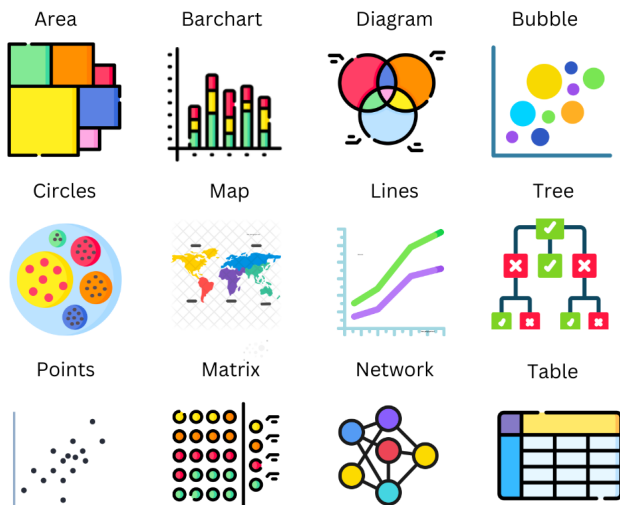 Area
Barchart
Diagram
Bubble
Circles
Map
Lines
Tree
Points
Matrix
Network
Table